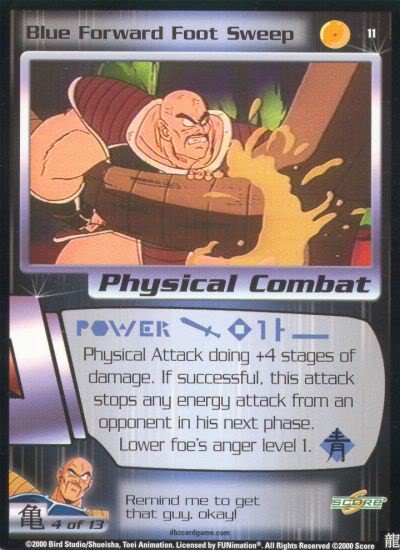 Blue Forward Foot Sweep
11
Physical Combat
POWER
Physical Attack doing +4 stages of
damage. If successful, this attack
stops any energy attack from an
opponent in his next phase.
Lower foe's anger level 1.
青
亀
4 of 13
Remind me to get
that guy, okay!
SCORE
dbzcardgame.com
©2000 Bird Studio/Shueisha, Toei Animation. Licensed by FUNimation®. All Rights Reserved ©2000 Score
龍